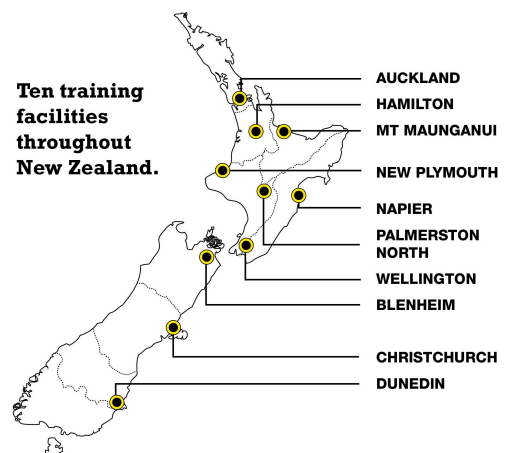 Ten training
facilities
throughout
New Zealand.
AUCKLAND
HAMILTON
MT MAUNGANUI
NEW PLYMOUTH
NAPIER
PALMERSTON
NORTH
WELLINGTON
BLENHEIM
CHRISTCHURCH
DUNEDIN